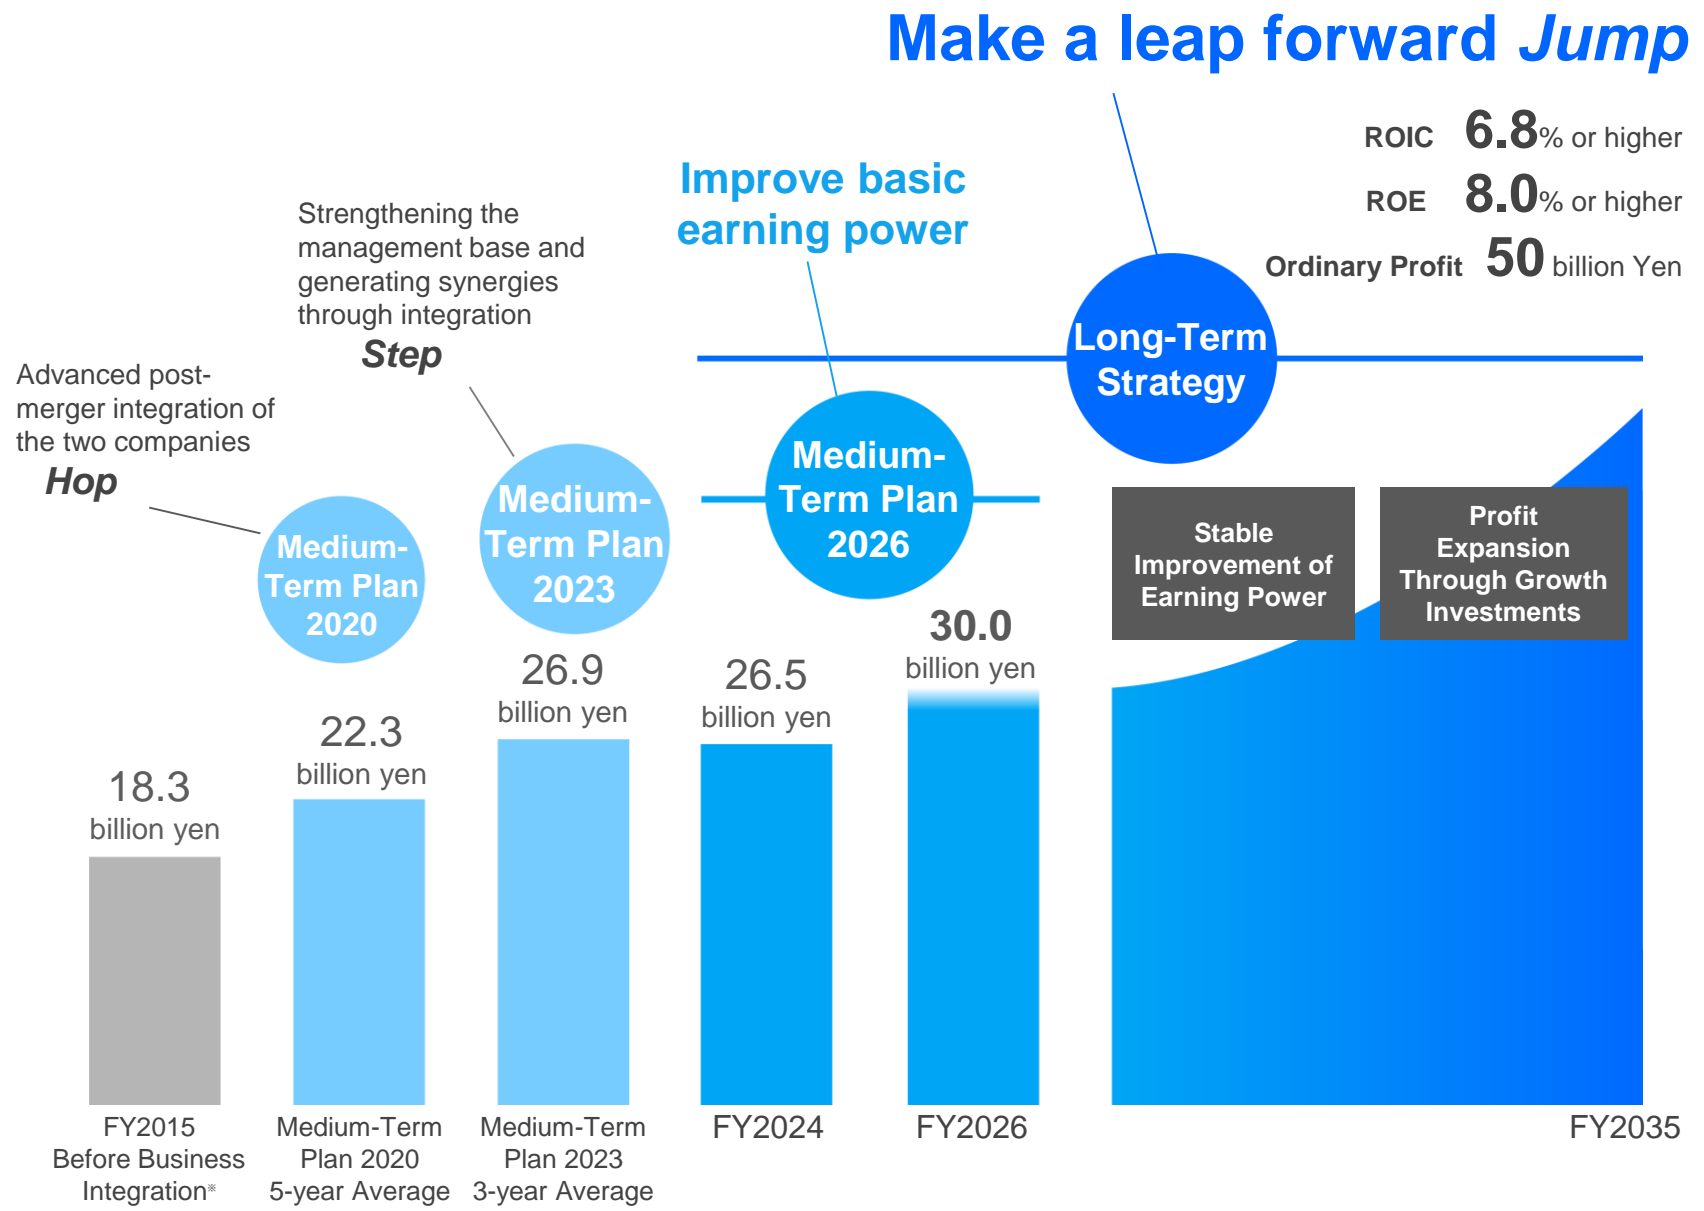 Make a leap forward Jump
ROIC 6.8% or higher
ROE 8.0% or higher
Ordinary Profit 50 billion Yen
Improve basic
earning power
Strengthening the
management base and
generating synergies
through integration
Step
Advanced post-
merger integration of
the two companies
Hop
Medium-
Term Plan
2020
Medium-
Term Plan
2023
Medium-
Term Plan
2026
Long-Term
Strategy
Stable
Improvement of
Earning Power
Profit
Expansion
Through Growth
Investments
18.3
billion yen
22.3
billion yen
26.9
billion yen
26.5
billion yen
30.0
billion yen
FY2015
Before Business
Integration※
Medium-Term
Plan 2020
5-year Average
Medium-Term
Plan 2023
3-year Average
FY2024
FY2026
FY2035